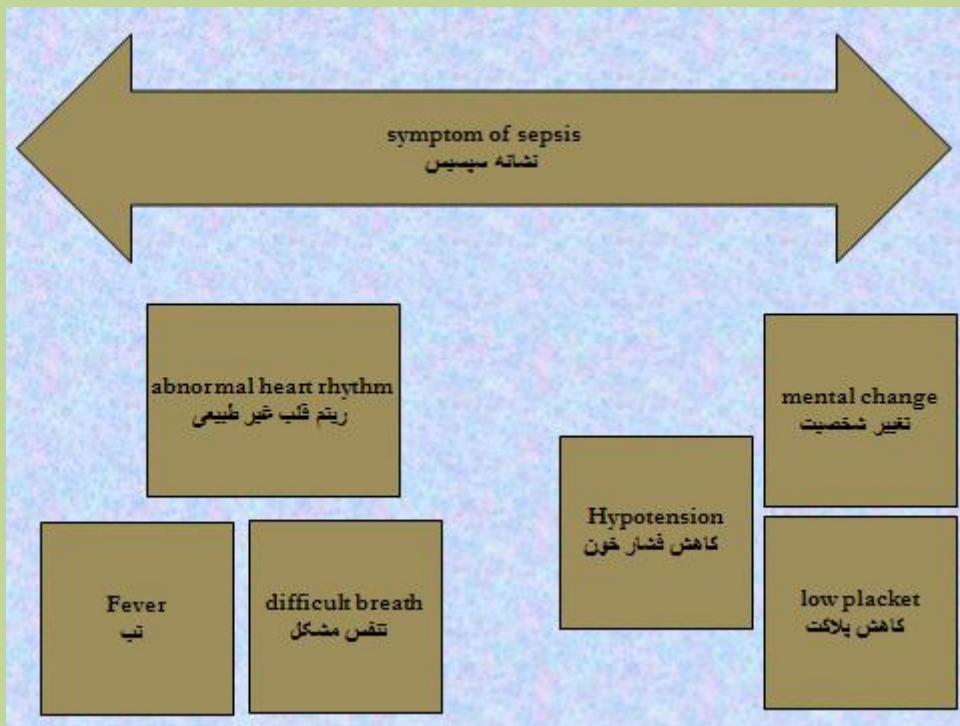 symptom of sepsis
نشانه سپسیس
abnormal heart rhythm
ریتم قلب غیر طبیعی
mental change
تغییر شخصیت
Hypotension
کاهش فشار خون
Fever
تب
difficult breath
تنفس مشکل
low placket
کاهش پلاکت